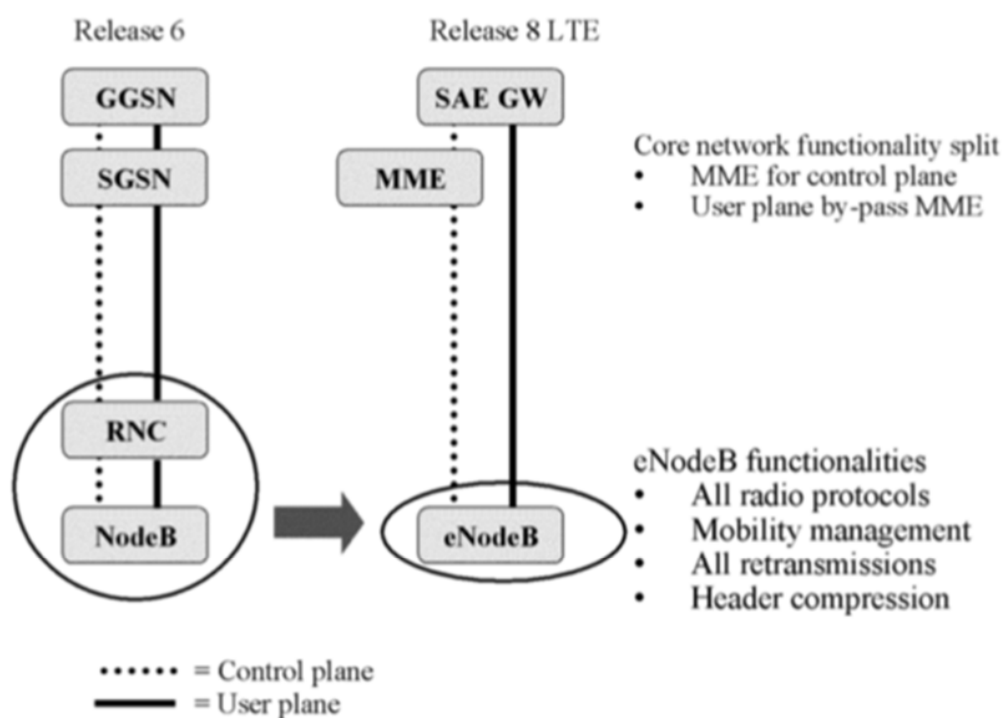 Release 6
Release 8 LTE
GGSN
SAE GW
SGSN
MME
Core network functionality split
• MME for control plane
• User plane by-pass MME
RNC
NodeB
eNodeB
eNodeB functionalities
• All radio protocols
• Mobility management
• All retransmissions
• Header compression
= Control plane
= User plane